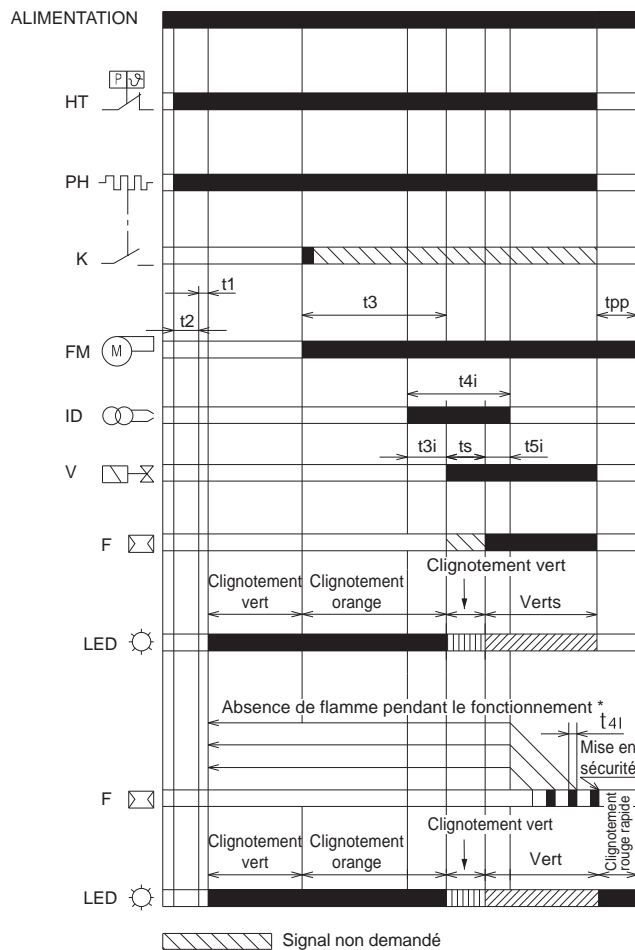 ALIMENTATION
P ϑ
HT
PH
K
t1
t2
t3
tpp
FM M
t4i
ID
t3i ts t5i
V
F
Clignotement vert
Clignotement vert
Clignotement orange
Verts
LED
Absence de flamme pendant le fonctionnement *
t4l
Mise en sécurité
F
Clignotement rouge rapide
Clignotement vert
Clignotement vert
Clignotement orange
Vert
LED
Signal non demandé